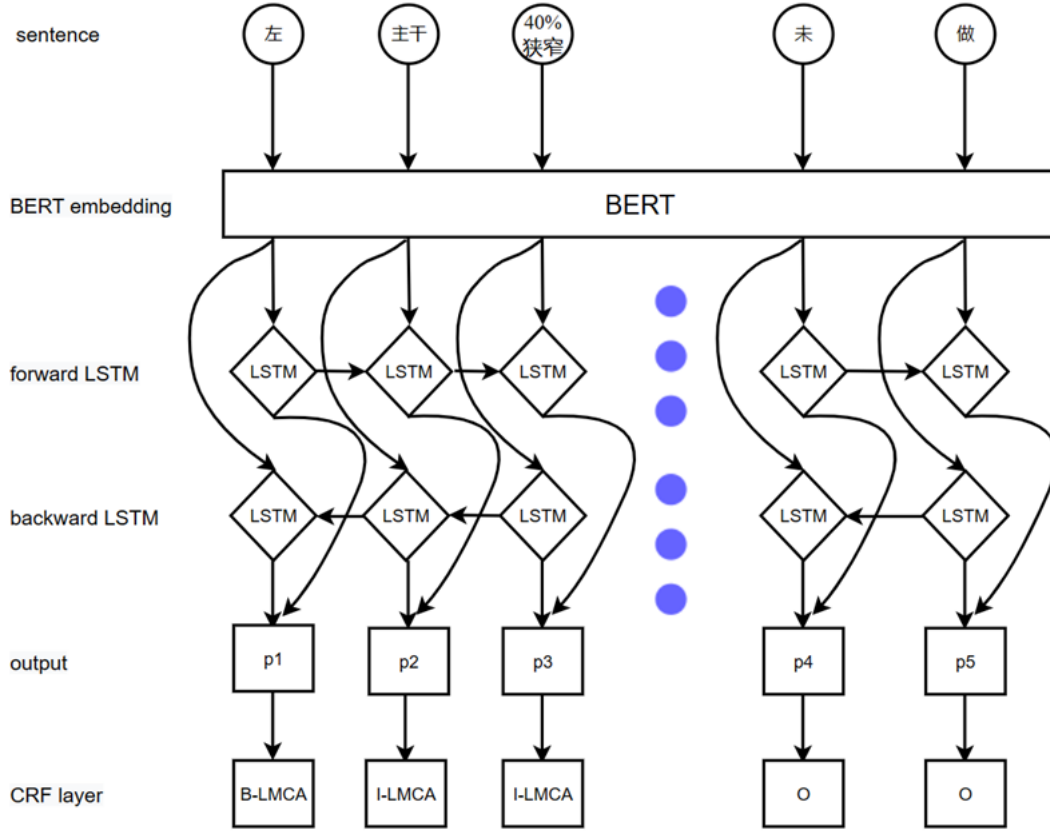 sentence
左
主干
40%
狭窄
未
做
BERT embedding
BERT
forward LSTM
LSTM
LSTM
LSTM
LSTM
LSTM
backward LSTM
LSTM
LSTM
LSTM
LSTM
LSTM
output
p1
p2
p3
p4
p5
CRF layer
B-LMCA
I-LMCA
I-LMCA
O
O